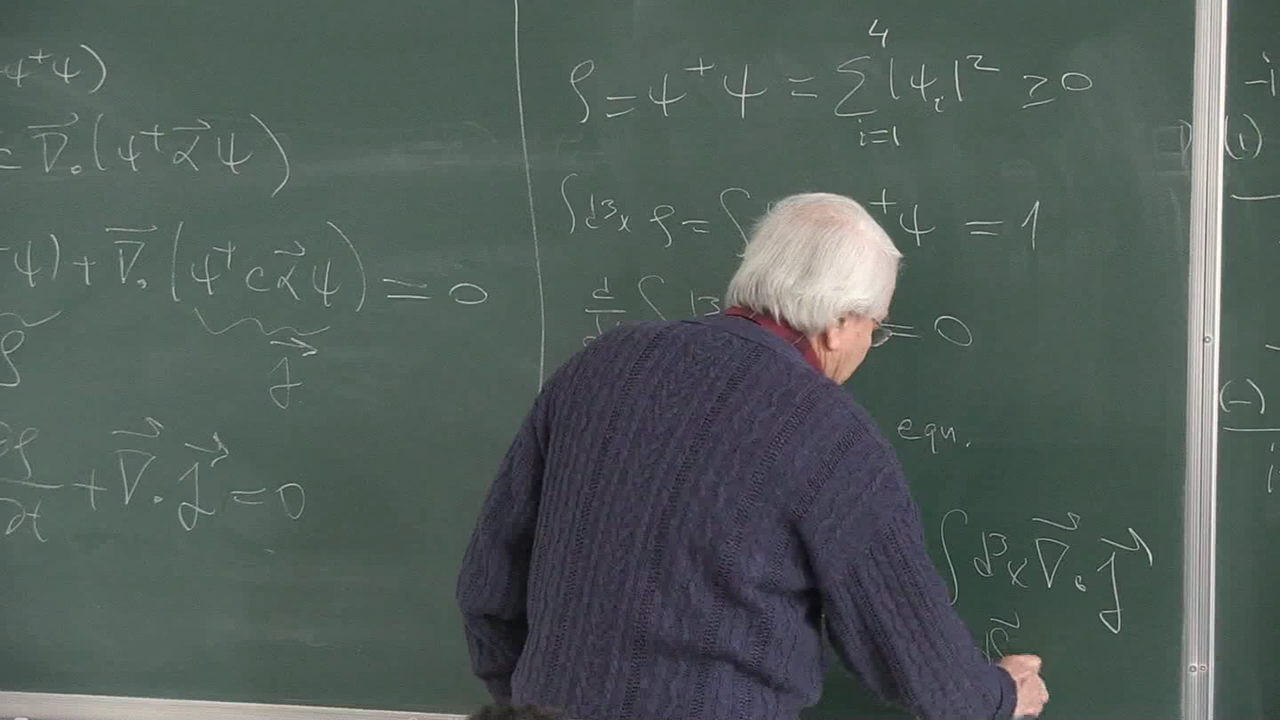 ψ⁺ψ)
= ∇⃗·(ψ⁺α⃗ψ)
ψ) + ∇⃗·(ψ⁺cα⃗ψ) = 0
ρ j⃗
∂ρ/∂t + ∇⃗·j⃗ = 0
ρ = ψ⁺ψ = Σ_{i=1}^{4} |ψ_i|² ≥ 0
∫d³x ρ = ∫ ⁺ψ = 1
d ∫ d³ = 0
equ.
∫d³x ∇⃗·j⃗
-i
(1)
(-)
i